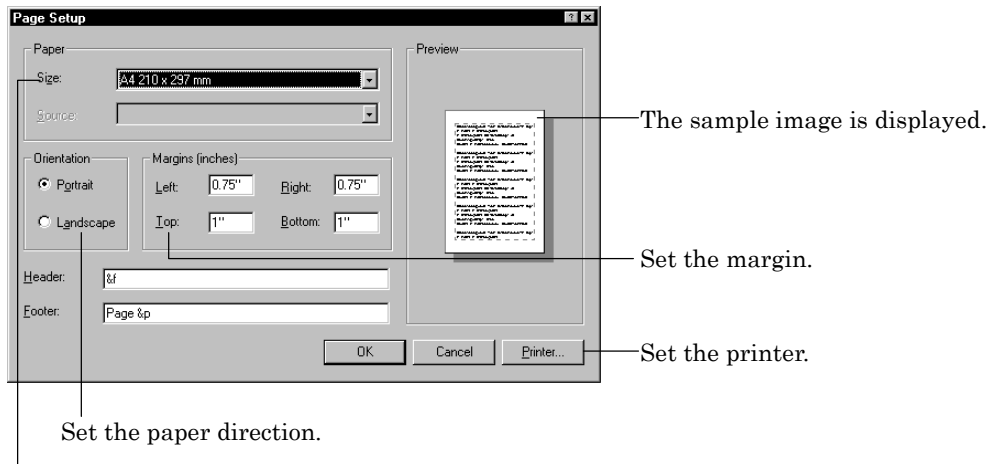 Page Setup
Paper
Size: A4 210 x 297 mm
Source:
Orientation
Portrait
Landscape
Margins (inches)
Left: 0.75" Right: 0.75"
Top: 1" Bottom: 1"
Header: &f
Footer: Page &p
Preview
OK Cancel Printer...
The sample image is displayed.
Set the margin.
Set the printer.
Set the paper direction.